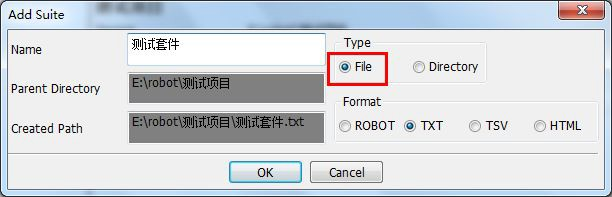 Add Suite
Name
测试套件
Type
File
Directory
Parent Directory
E:\robot\测试项目
Format
Created Path
E:\robot\测试项目\测试套件.txt
ROBOT
TXT
TSV
HTML
OK
Cancel